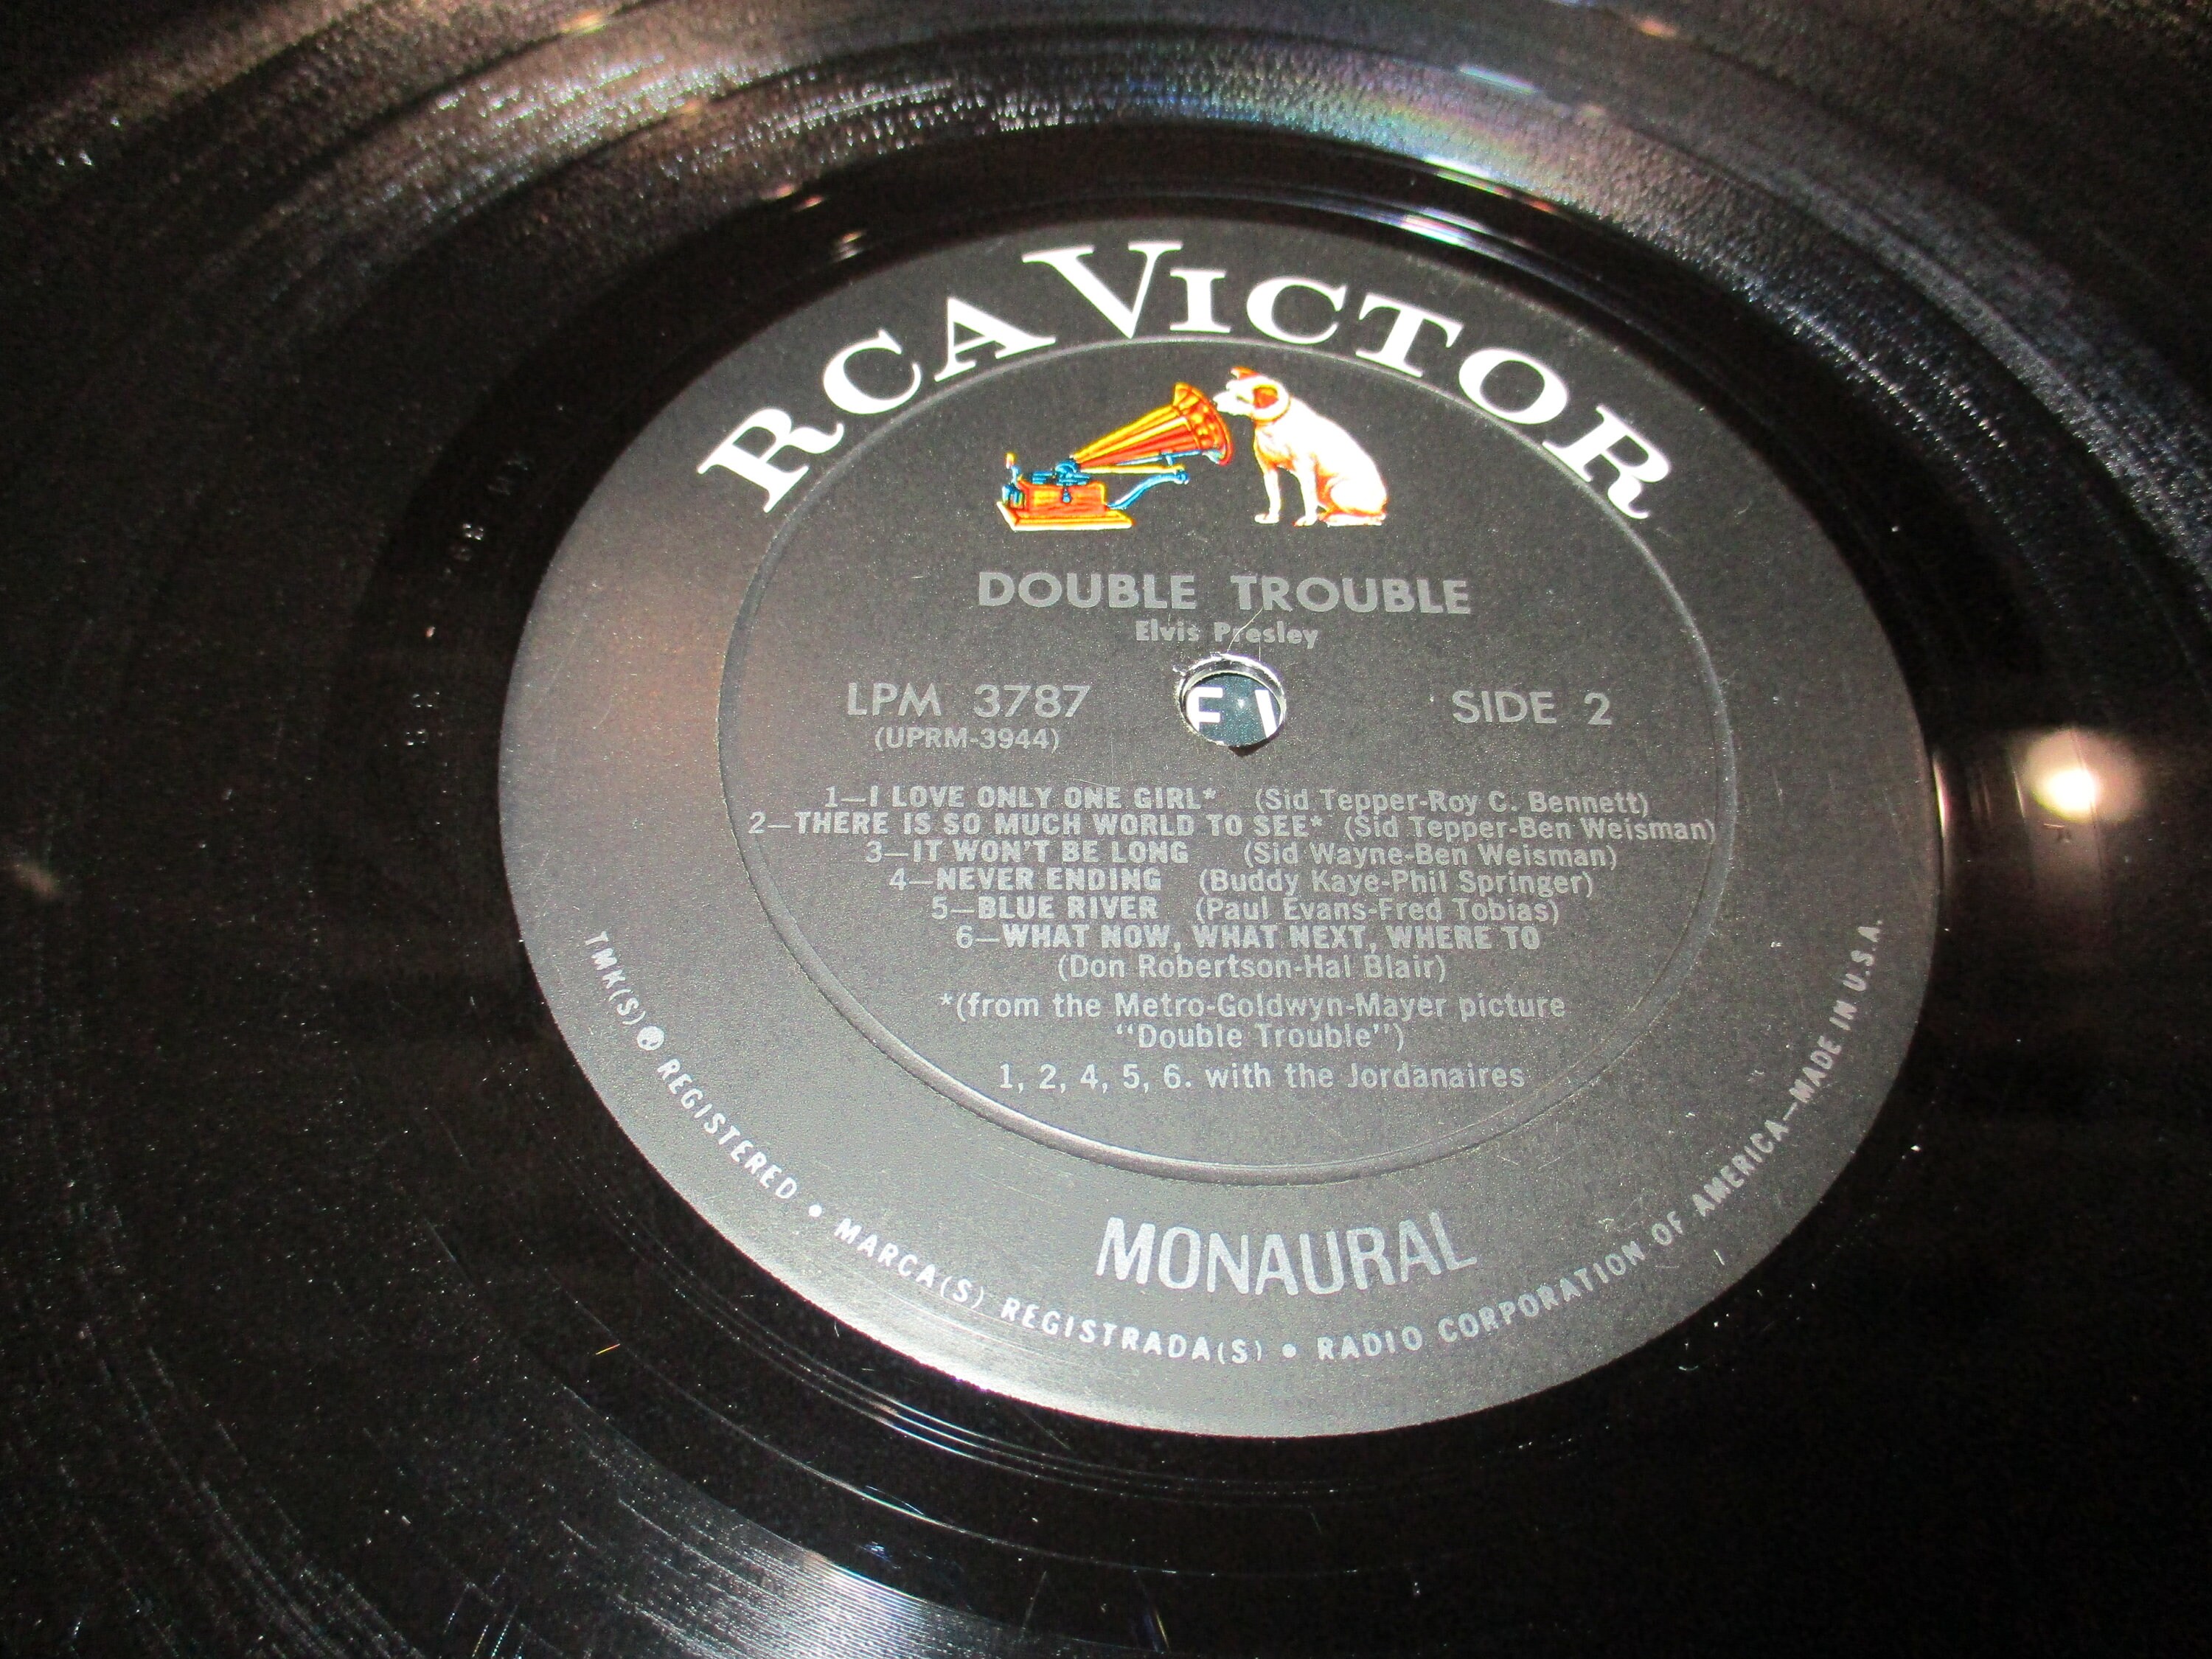 RCA VICTOR
DOUBLE TROUBLE
Elvis Presley
LPM 3787
SIDE 2
(UPRM-3944)
1—I LOVE ONLY ONE GIRL* (Sid Tepper-Roy C. Bennett)
2—THERE IS SO MUCH WORLD TO SEE* (Sid Tepper-Ben Weisman)
3—IT WON'T BE LONG (Sid Wayne-Ben Weisman)
4—NEVER ENDING (Buddy Kaye-Phil Springer)
5—BLUE RIVER (Paul Evans-Fred Tobias)
6—WHAT NOW, WHAT NEXT, WHERE TO
(Don Robertson-Hal Blair)
*(from the Metro-Goldwyn-Mayer picture
"Double Trouble")
1, 2, 4, 5, 6. with the Jordanaires
MONAURAL
TMK(S) REGISTERED • MARCA(S) REGISTRADA(S) • RADIO CORPORATION OF AMERICA—MADE IN U.S.A.